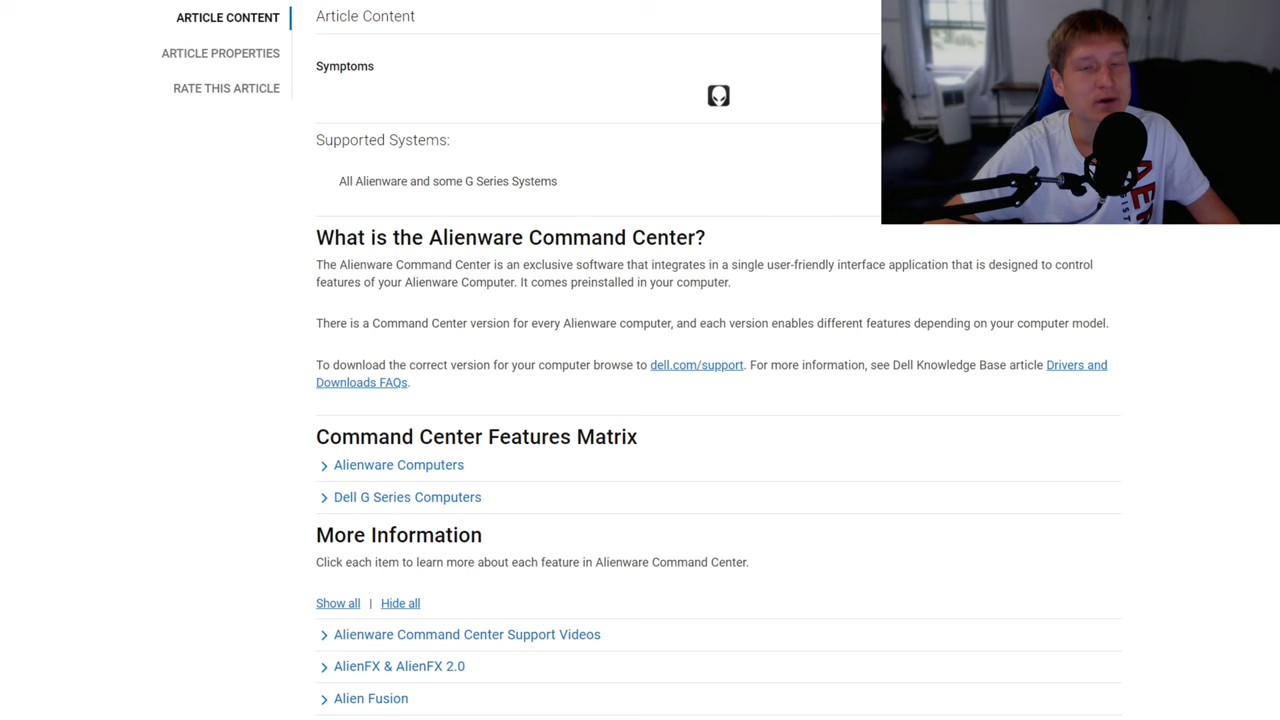 ARTICLE CONTENT
ARTICLE PROPERTIES
RATE THIS ARTICLE
Article Content
Symptoms
Supported Systems:
All Alienware and some G Series Systems
What is the Alienware Command Center?
The Alienware Command Center is an exclusive software that integrates in a single user-friendly interface application that is designed to control
features of your Alienware Computer. It comes preinstalled in your computer.
There is a Command Center version for every Alienware computer, and each version enables different features depending on your computer model.
To download the correct version for your computer browse to dell.com/support. For more information, see Dell Knowledge Base article Drivers and
Downloads FAQs.
Command Center Features Matrix
Alienware Computers
Dell G Series Computers
More Information
Click each item to learn more about each feature in Alienware Command Center.
Show all | Hide all
Alienware Command Center Support Videos
AlienFX & AlienFX 2.0
Alien Fusion